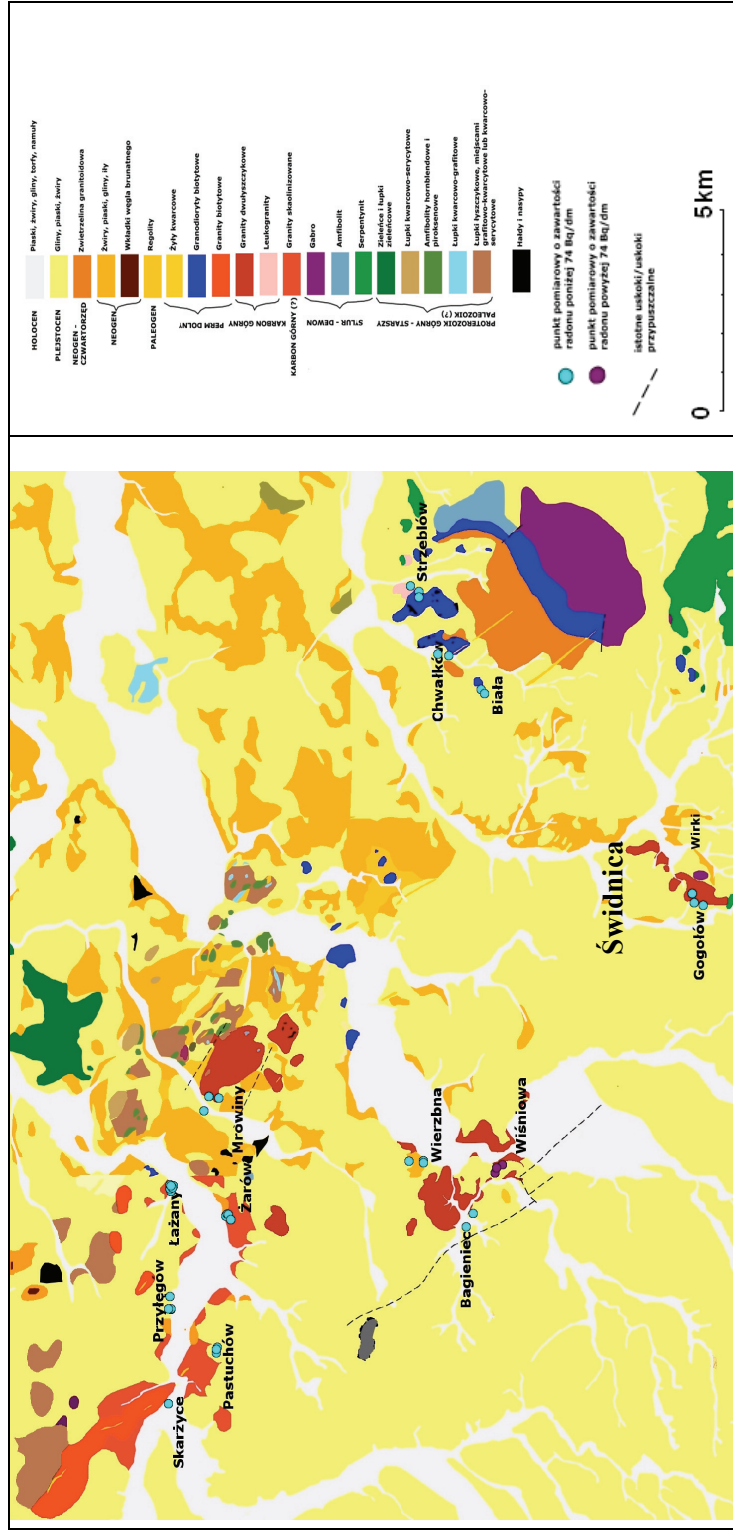 HOLOCEN
Piaski, żwiry, gliny, torfy, namuły
PLEJSTOCEN
Gliny, piaski, żwiry
NEOGEN -
CZWARTORZĘD
Zwietrzelina granitoidowa
NEOGEN
Żwiry, piaski, gliny, iły
Wkładki węgla brunatnego
PALEOGEN
Regolity
Żyły kwarcowe
PERM DOLNY
Granodioryty biotytowe
Granity biotytowe
KARBON GÓRNY
Granity dwułyszczykowe
Leukogranity
KARBON GÓRNY (?)
Granity skaolinizowane
SYLUR - DEWON
Gabro
Amfibolit
Serpentynit
PROTEROZOIK GÓRNY - STARSZY
PALEOZOIK (?)
Zieleńce i łupki
zieleńcowe
Łupki kwarcowo-serycytowe
Amfibolity hornblendowe i
piroksenowe
Łupki kwarcowo-grafitowe
Łupki łyszczykowe, miejscami
grafitowo-kwarcytowe lub kwarcowo-
serycytowe
Hałdy i nasypy
punkt pomiarowy o zawartości
radonu poniżej 74 Bq/dm
punkt pomiarowy o zawartości
radonu powyżej 74 Bq/dm
istotne uskoki/uskoki
przypuszczalne
0
5km
Skarżyce
Przyłęgów
Pastuchów
Łażany
Żarów
Mrowiny
Wierzbna
Bagieniec
Wiśniowa
Strzeblów
Chwałków
Biała
Świdnica
Wirki
Gogołów